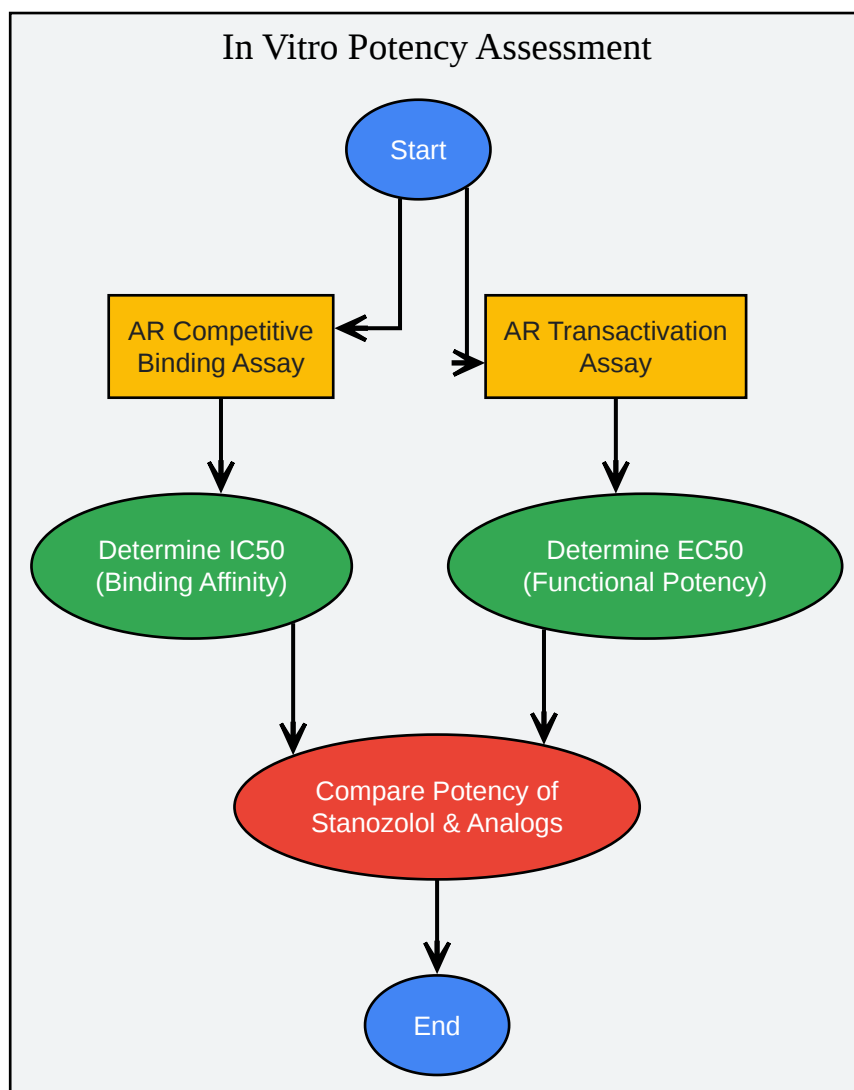 In Vitro Potency Assessment
Start
AR Competitive
Binding Assay
AR Transactivation
Assay
Determine IC50
(Binding Affinity)
Determine EC50
(Functional Potency)
Compare Potency of
Stanozolol & Analogs
End